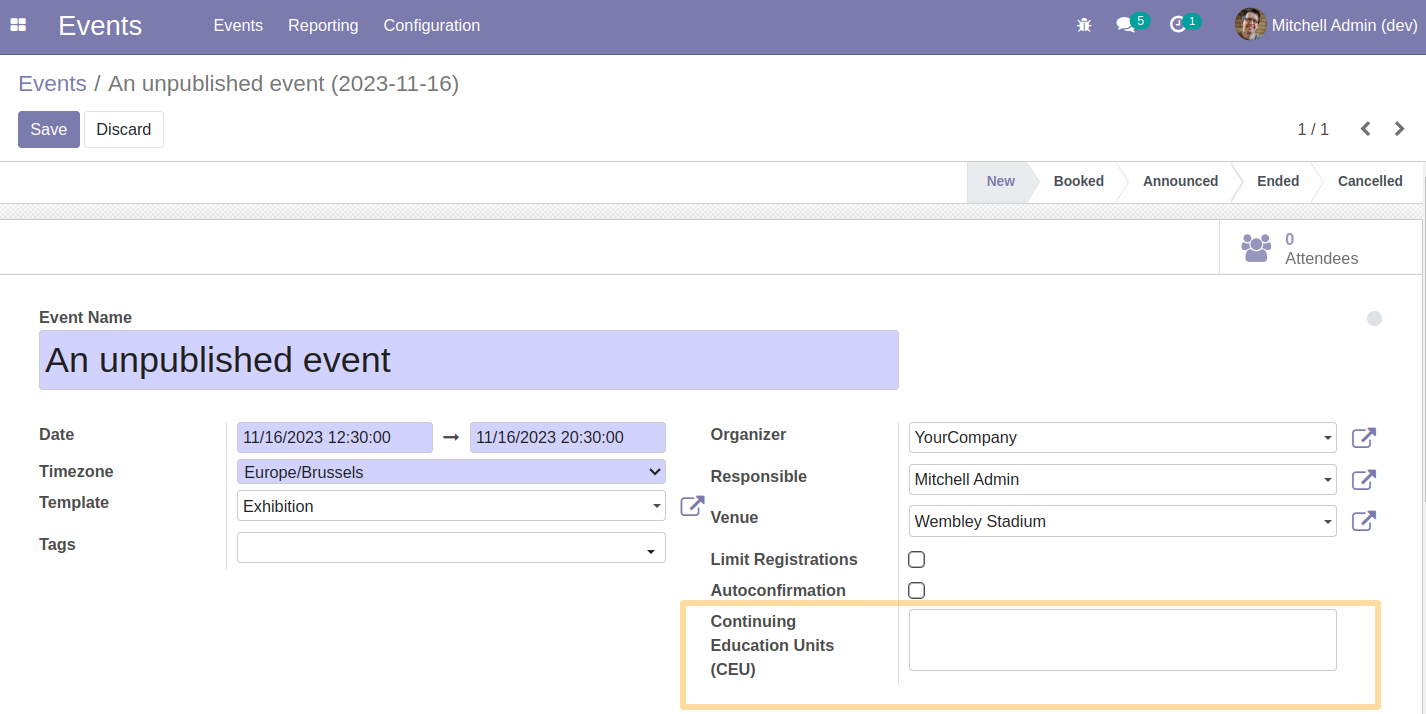 Events Events Reporting Configuration 5 1 Mitchell Admin (dev)
Events / An unpublished event (2023-11-16)
Save Discard 1 / 1
New Booked Announced Ended Cancelled
0
Attendees
Event Name
An unpublished event
Date 11/16/2023 12:30:00 11/16/2023 20:30:00
Timezone Europe/Brussels
Template Exhibition
Tags
Organizer YourCompany
Responsible Mitchell Admin
Venue Wembley Stadium
Limit Registrations
Autoconfirmation
Continuing
Education Units
(CEU)